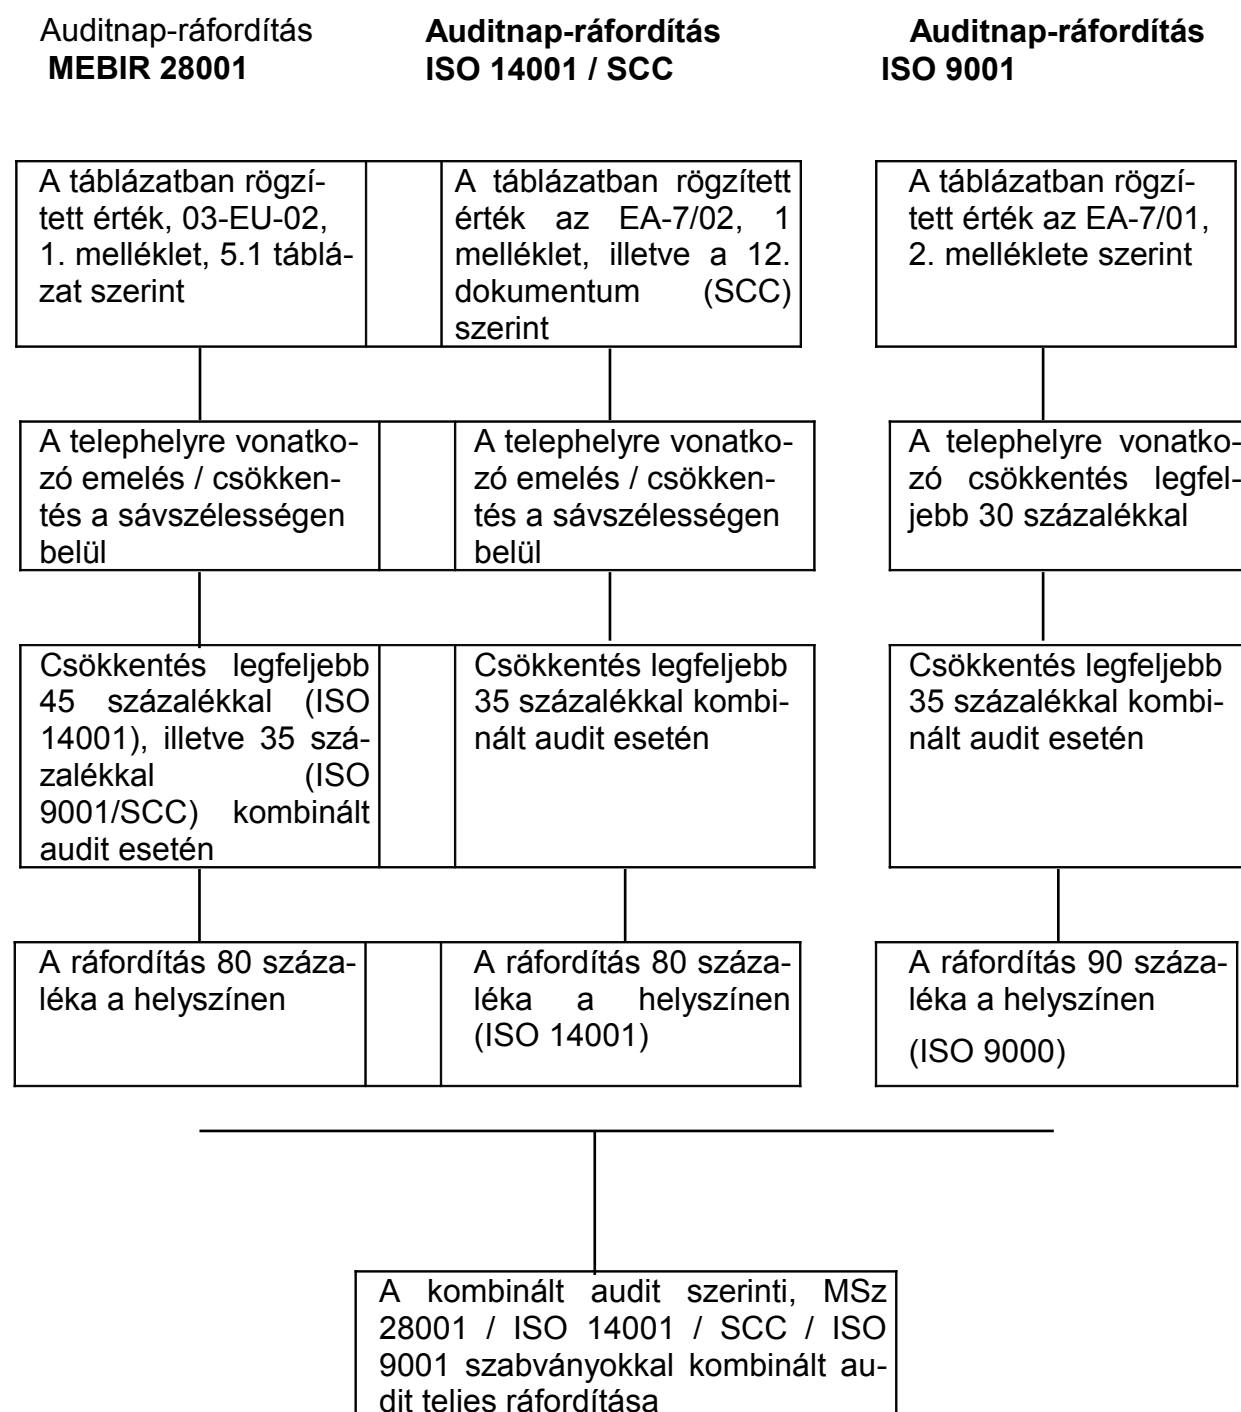 Auditnap-ráfordítás
MEBIR 28001
Auditnap-ráfordítás
ISO 14001 / SCC
Auditnap-ráfordítás
ISO 9001
A táblázatban rögzí-
tett érték, 03-EU-02,
1. melléklet, 5.1 táblá-
zat szerint
A táblázatban rögzített
érték az EA-7/02, 1
melléklet, illetve a 12.
dokumentum (SCC)
szerint
A táblázatban rögzí-
tett érték az EA-7/01,
2. melléklete szerint
A telephelyre vonatko-
zó emelés / csökken-
tés a sávszélességen
belül
A telephelyre vonatko-
zó emelés / csökken-
tés a sávszélességen
belül
A telephelyre vonatko-
zó csökkentés legfel-
jebb 30 százalékkal
Csökkentés legfeljebb
45 százalékkal (ISO
14001), illetve 35 szá-
zalékkal (ISO
9001/SCC) kombinált
audit esetén
Csökkentés legfeljebb
35 százalékkal kombi-
nált audit esetén
Csökkentés legfeljebb
35 százalékkal kombi-
nált audit esetén
A ráfordítás 80 száza-
léka a helyszínen
A ráfordítás 80 száza-
léka a helyszínen
(ISO 14001)
A ráfordítás 90 száza-
léka a helyszínen
(ISO 9000)
A kombinált audit szerinti, MSz
28001 / ISO 14001 / SCC / ISO
9001 szabványokkal kombinált au-
dit teljes ráfordítása